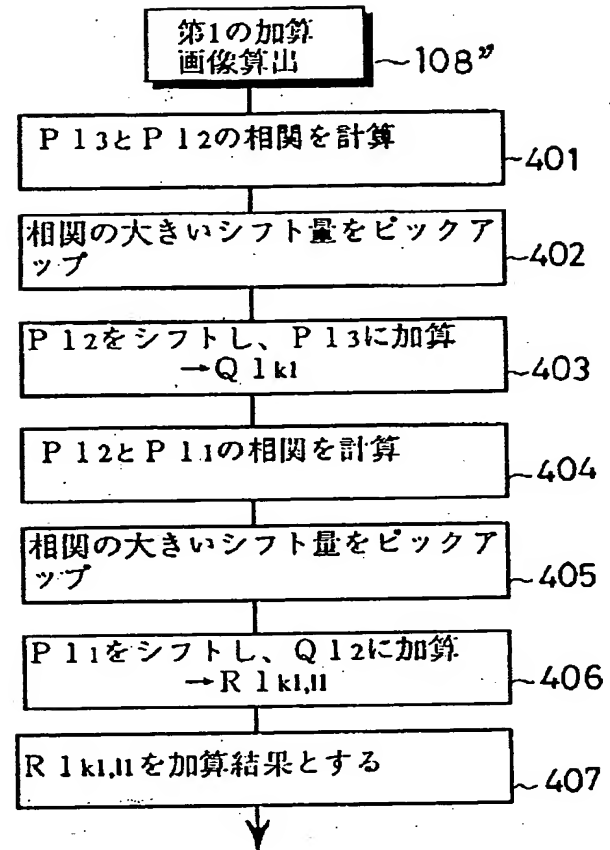 第1の加算
画像算出
108"
P13とP12の相関を計算
401
相関の大きいシフト量をピックア
ップ
402
P12をシフトし、P13に加算
→Q1k1
403
P12とP11の相関を計算
404
相関の大きいシフト量をピックア
ップ
405
P11をシフトし、Q12に加算
→R1k1,l1
406
R1k1,l1を加算結果とする
407